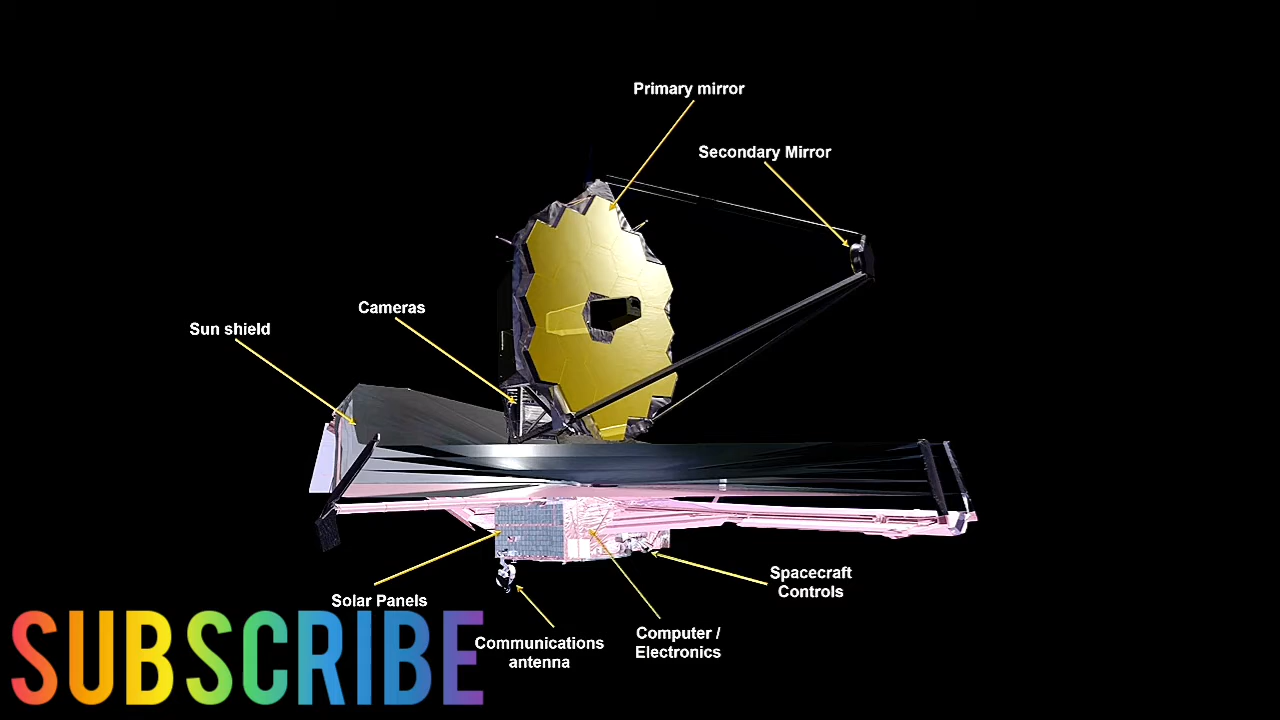 Primary mirror
Secondary Mirror
Cameras
Sun shield
Spacecraft
Controls
Solar Panels
Computer /
Electronics
Communications
antenna
SUBSCRIBE